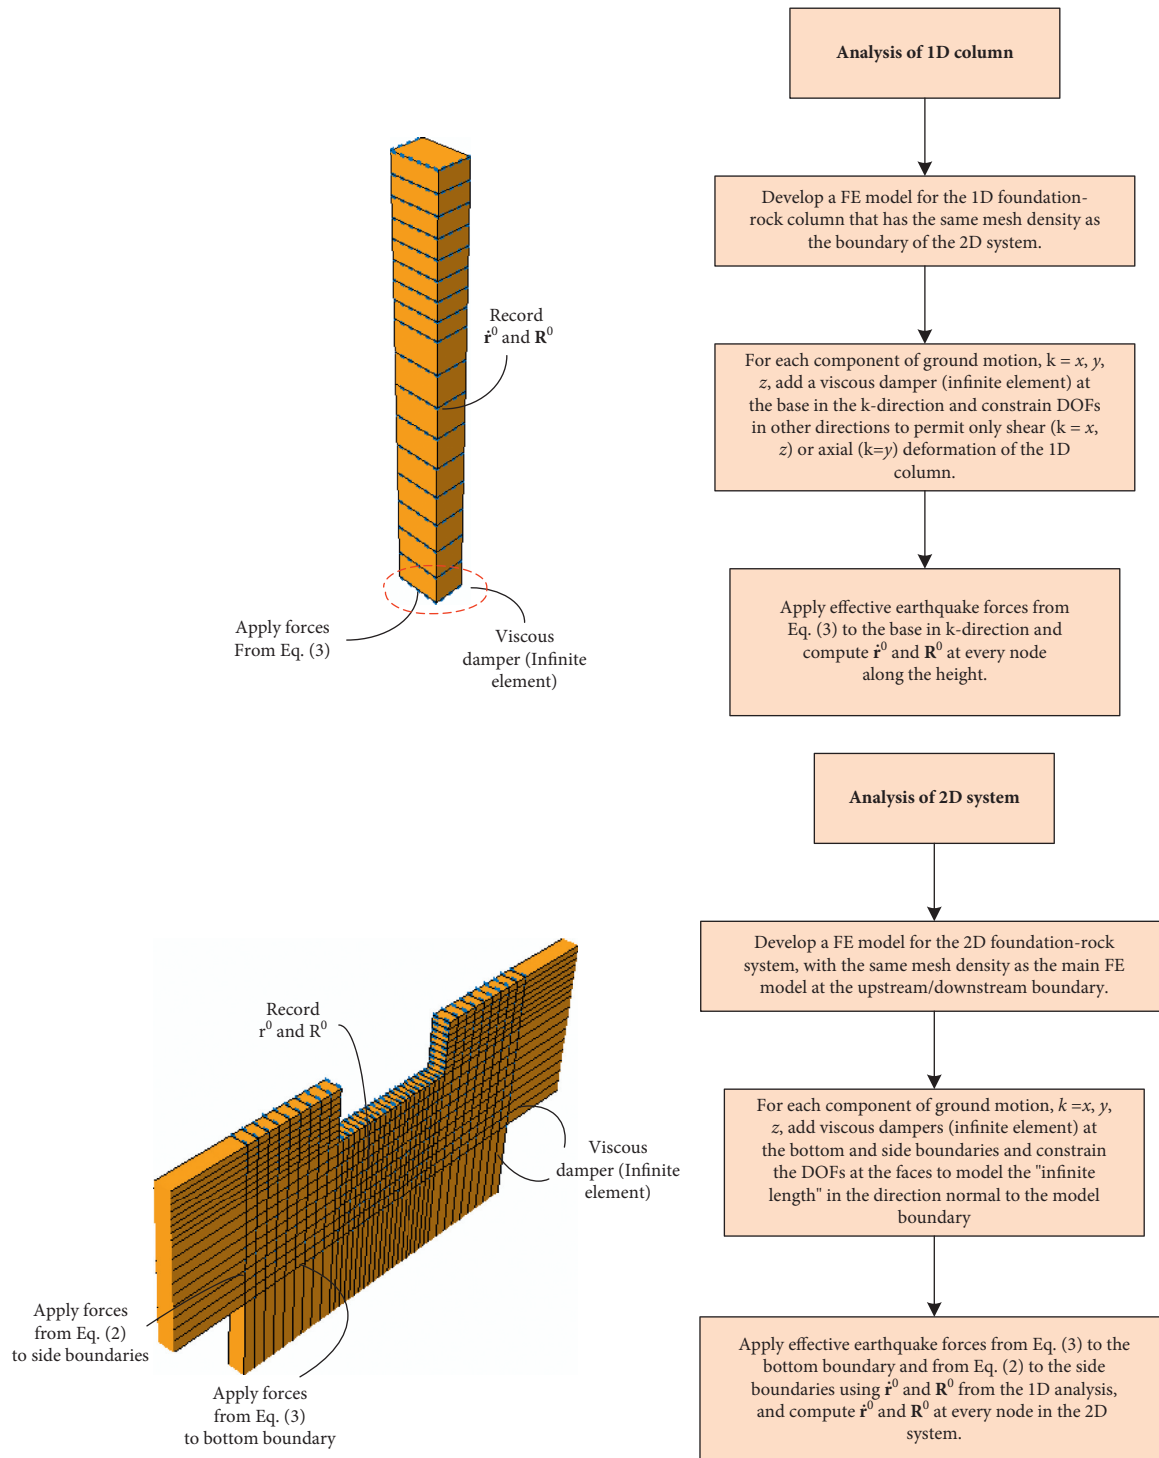 Analysis of 1D column
Develop a FE model for the 1D foundation-
rock column that has the same mesh density as
the boundary of the 2D system.
For each component of ground motion, k = x, y,
z, add a viscous damper (infinite element) at
the base in the k-direction and constrain DOFs
in other directions to permit only shear (k = x,
z) or axial (k=y) deformation of the 1D
column.
Apply effective earthquake forces from
Eq. (3) to the base in k-direction and
compute ṙ⁰ and R⁰ at every node
along the height.
Record
ṙ⁰ and R⁰
Apply forces
From Eq. (3)
Viscous
damper (Infinite
element)
Analysis of 2D system
Develop a FE model for the 2D foundation-rock
system, with the same mesh density as the main FE
model at the upstream/downstream boundary.
For each component of ground motion, k =x, y,
z, add viscous dampers (infinite element) at
the bottom and side boundaries and constrain
the DOFs at the faces to model the "infinite
length" in the direction normal to the model
boundary
Apply effective earthquake forces from Eq. (3) to the
bottom boundary and from Eq. (2) to the side
boundaries using ṙ⁰ and R⁰ from the 1D analysis,
and compute ṙ⁰ and R⁰ at every node in the 2D
system.
Record
r⁰ and R⁰
Viscous
damper (Infinite
element)
Apply forces
from Eq. (2)
to side boundaries
Apply forces
from Eq. (3)
to bottom boundary